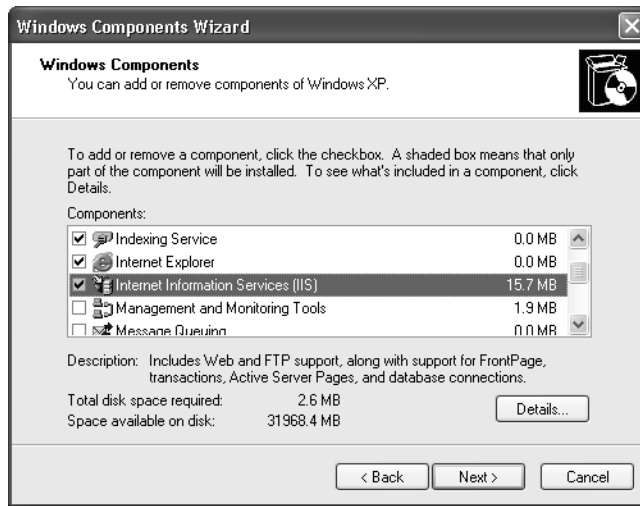 Windows Components Wizard
Windows Components
You can add or remove components of Windows XP.
To add or remove a component, click the checkbox. A shaded box means that only
part of the component will be installed. To see what's included in a component, click
Details.
Components:
Indexing Service 0.0 MB
Internet Explorer 0.0 MB
Internet Information Services (IIS) 15.7 MB
Management and Monitoring Tools 1.9 MB
Message Queuing 0.0 MB
Description: Includes Web and FTP support, along with support for FrontPage,
transactions, Active Server Pages, and database connections.
Total disk space required: 2.6 MB
Space available on disk: 31968.4 MB
Details...
< Back Next > Cancel